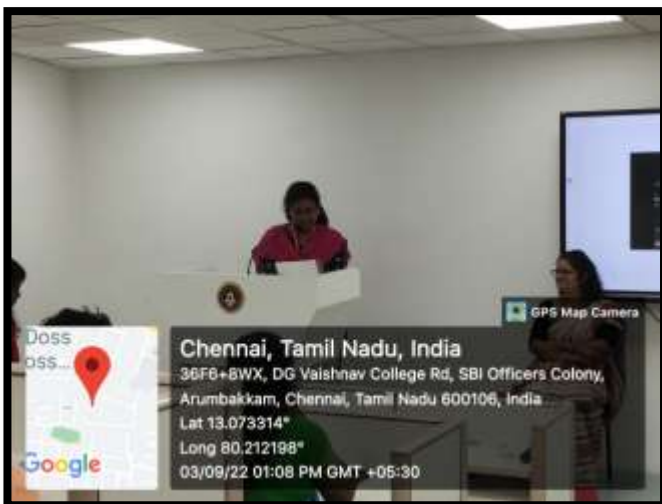 GPS Map Camera
Doss
oss...
Google
Chennai, Tamil Nadu, India
36F6+8WX, DG Vaishnav College Rd, SBI Officers Colony,
Arumbakkam, Chennai, Tamil Nadu 600106, India
Lat 13.073314°
Long 80.212198°
03/09/22 01:08 PM GMT +05:30